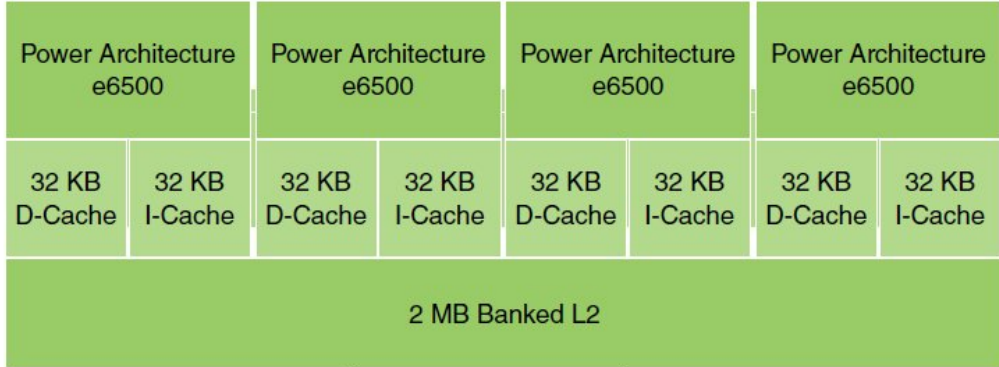 Power Architecture
e6500
Power Architecture
e6500
Power Architecture
e6500
Power Architecture
e6500
32 KB
D-Cache
32 KB
I-Cache
32 KB
D-Cache
32 KB
I-Cache
32 KB
D-Cache
32 KB
I-Cache
32 KB
D-Cache
32 KB
I-Cache
2 MB Banked L2